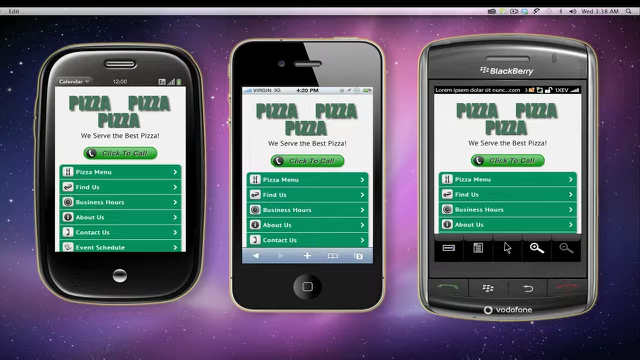 Edit
Wed 3:38 AM
Calendar
12:00
PIZZA PIZZA
PIZZA
We Serve the Best Pizza!
Click To Call
Pizza Menu
Find Us
Business Hours
About Us
Contact Us
Event Schedule
VIRGIN 3G
4:20 PM
PIZZA PIZZA
PIZZA
We Serve the Best Pizza!
Click To Call
Pizza Menu
Find Us
Business Hours
About Us
Contact Us
BlackBerry
Lorem ipsum dolor sit nunc...com
3
1XEV
PIZZA PIZZA
PIZZA
We Serve the Best Pizza!
Click To Call
Pizza Menu
Find Us
Business Hours
About Us
vodafone